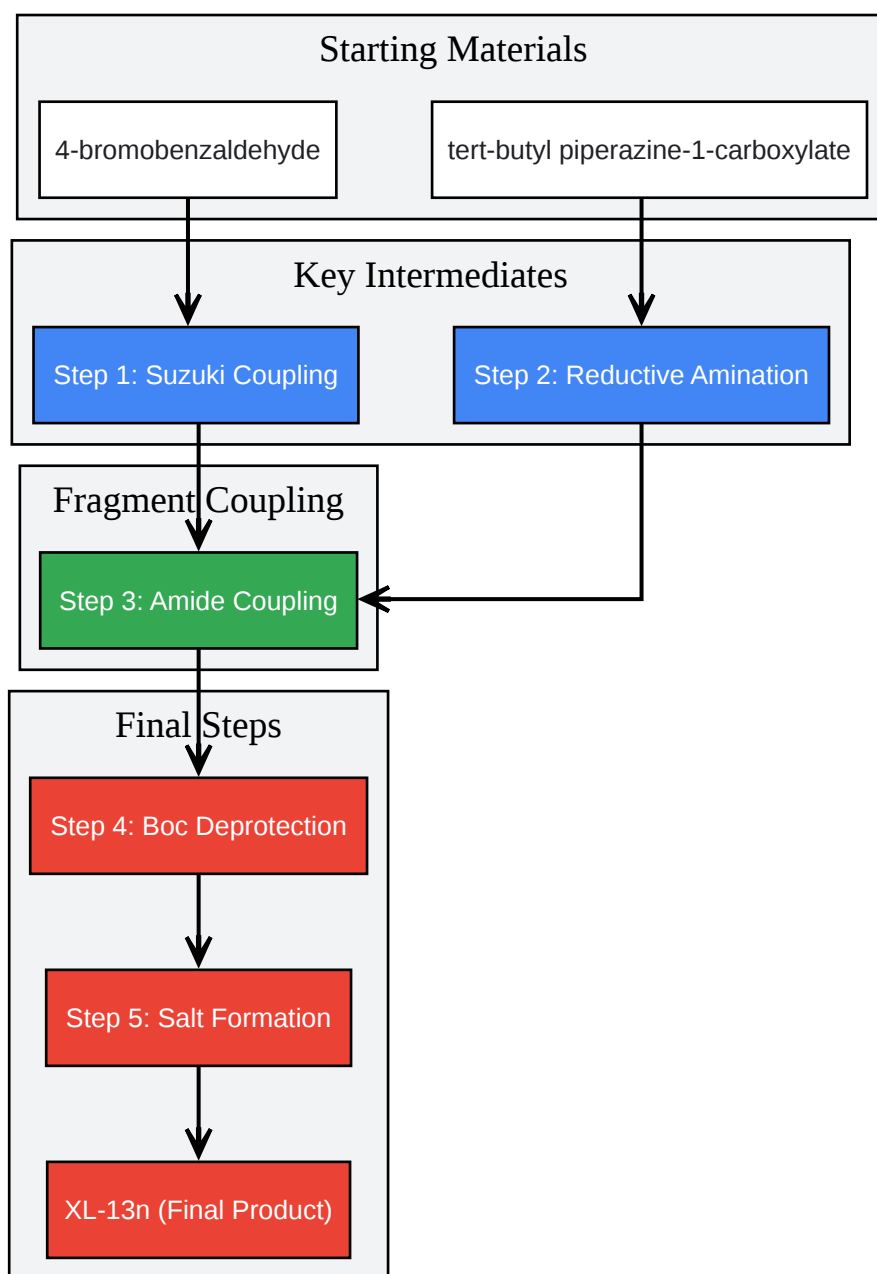 Starting Materials
4-bromobenzaldehyde
tert-butyl piperazine-1-carboxylate
Key Intermediates
Step 1: Suzuki Coupling
Step 2: Reductive Amination
Fragment Coupling
Step 3: Amide Coupling
Final Steps
Step 4: Boc Deprotection
Step 5: Salt Formation
XL-13n (Final Product)